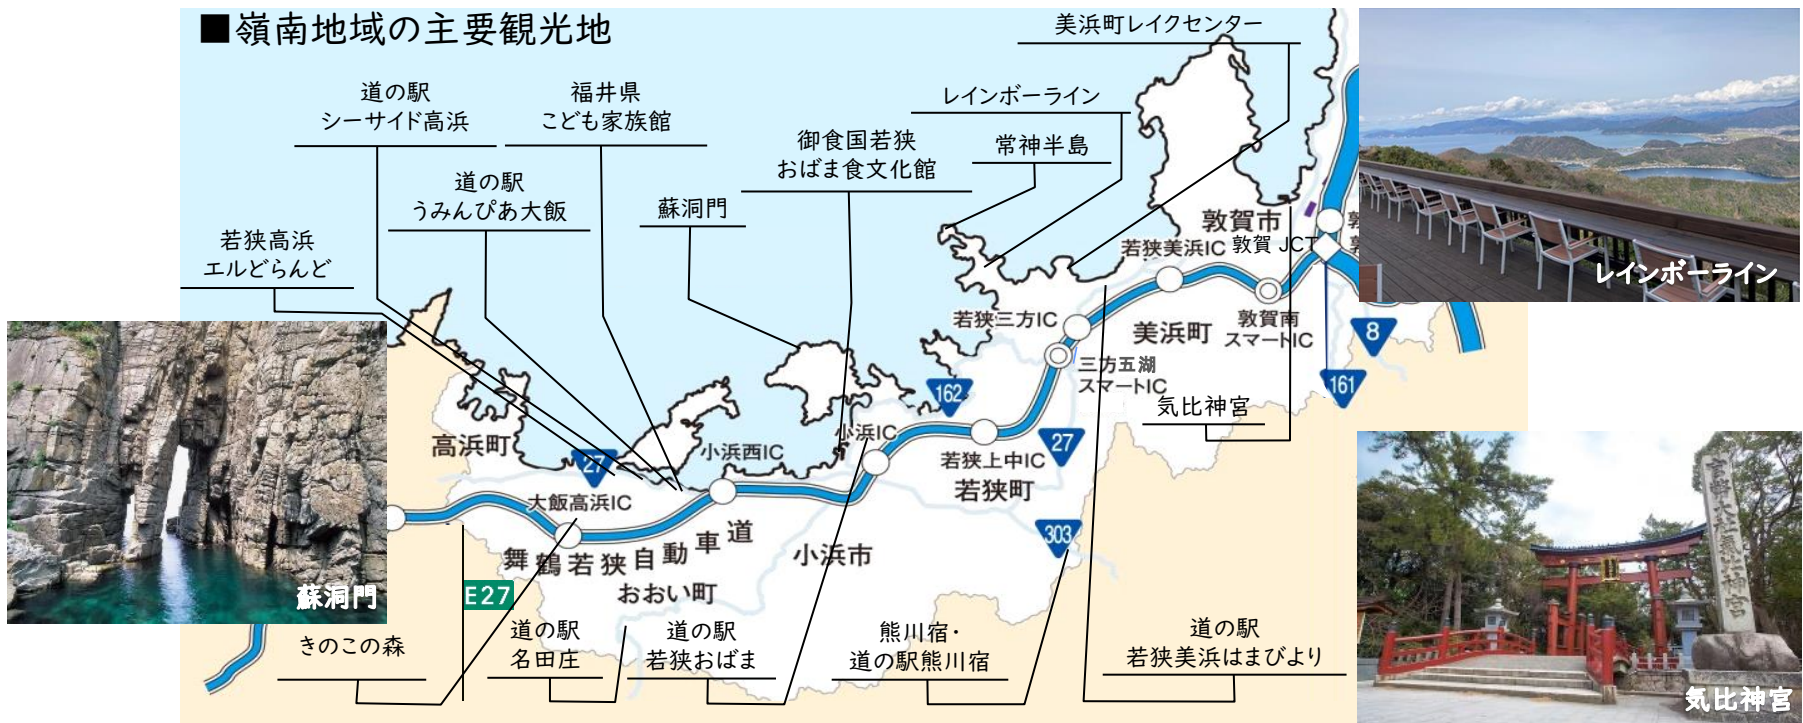 ■嶺南地域の主要観光地
美浜町レイクセンター
道の駅
シーサイド高浜
福井県
こども家族館
レインボーライン
御食国若狭
おばま食文化館
常神半島
道の駅
うみんぴあ大飯
蘇洞門
若狭高浜
エルどらんど
敦賀市
若狭美浜IC
敦賀 JCT
レインボーライン
若狭三方IC
美浜町
敦賀南
スマートIC
8
三方五湖
スマートIC
161
162
気比神宮
高浜町
27
小浜西IC
小浜IC
27
若狭上中IC
若狭町
大飯高浜IC
303
舞鶴若狭自動車道
小浜市
おおい町
E27
蘇洞門
きのこの森
道の駅
名田庄
道の駅
若狭おばま
熊川宿・
道の駅熊川宿
道の駅
若狭美浜はまびより
気比神宮